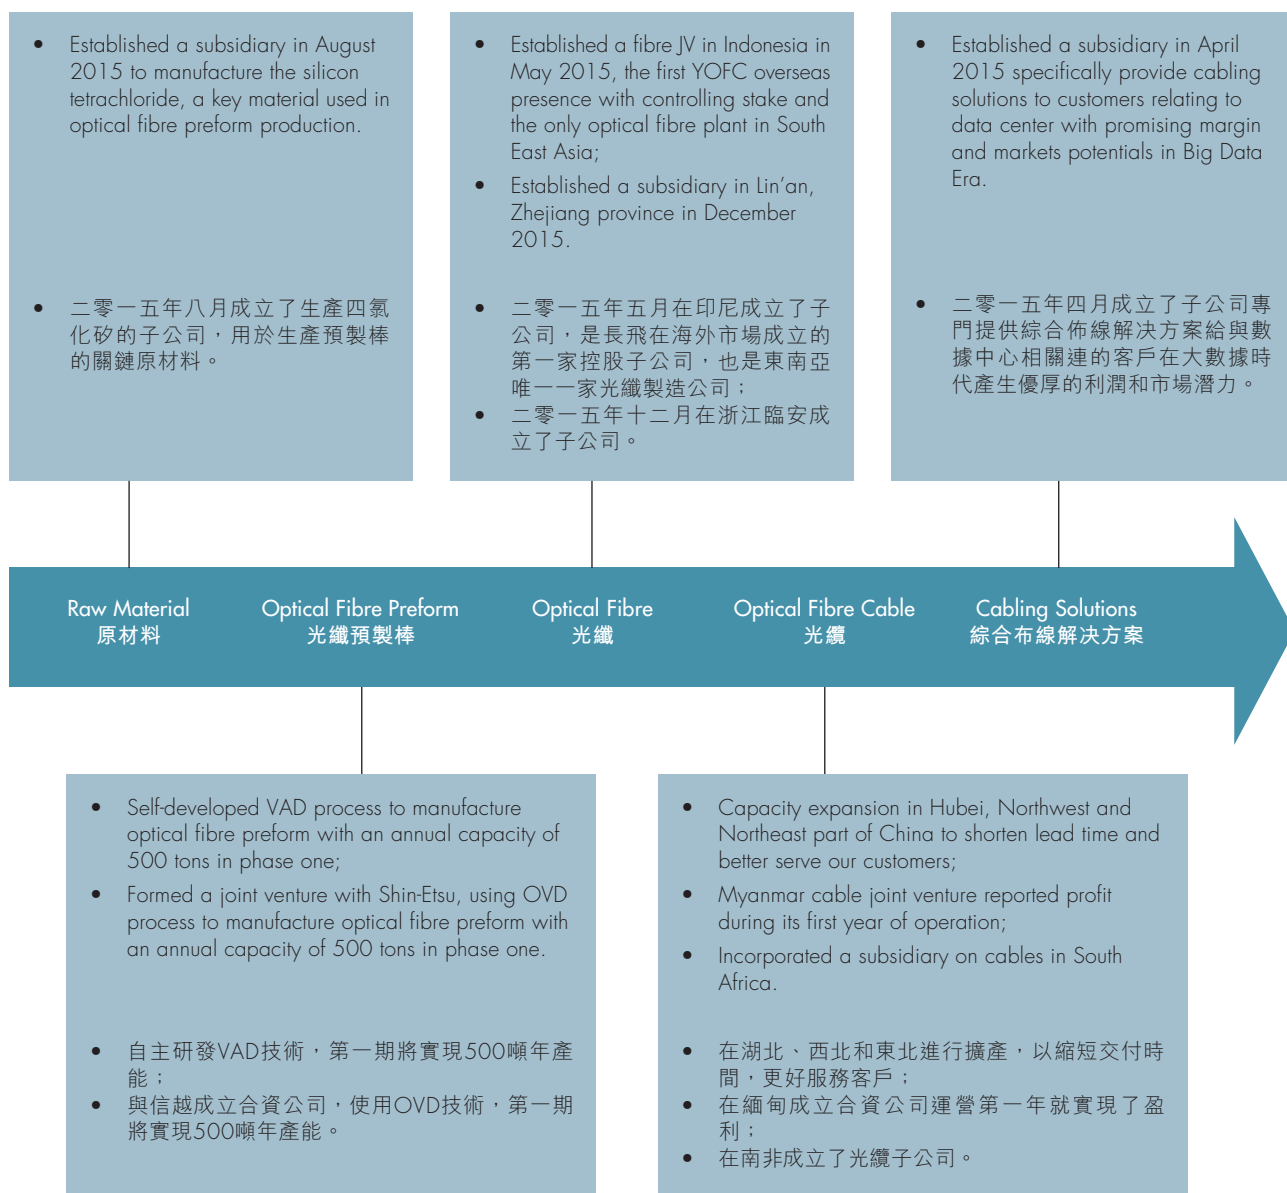 • Established a subsidiary in August
2015 to manufacture the silicon
tetrachloride, a key material used in
optical fibre preform production.
• 二零一五年八月成立了生產四氯
化矽的子公司，用於生產預製棒
的關鍵原材料。
• Established a fibre JV in Indonesia in
May 2015, the first YOFC overseas
presence with controlling stake and
the only optical fibre plant in South
East Asia;
• Established a subsidiary in Lin’an,
Zhejiang province in December
2015.
• 二零一五年五月在印尼成立了子
公司，是長飛在海外市場成立的
第一家控股子公司，也是東南亞
唯一一家光纖製造公司；
• 二零一五年十二月在浙江臨安成
立了子公司。
• Established a subsidiary in April
2015 specifically provide cabling
solutions to customers relating to
data center with promising margin
and markets potentials in Big Data
Era.
• 二零一五年四月成立了子公司專
門提供綜合佈線解決方案給與數
據中心相關連的客戶在大數據時
代產生優厚的利潤和市場潛力。
Raw Material
原材料
Optical Fibre Preform
光纖預製棒
Optical Fibre
光纖
Optical Fibre Cable
光纜
Cabling Solutions
綜合布線解决方案
• Self-developed VAD process to manufacture
optical fibre preform with an annual capacity of
500 tons in phase one;
• Formed a joint venture with Shin-Etsu, using OVD
process to manufacture optical fibre preform with
an annual capacity of 500 tons in phase one.
• 自主研發VAD技術，第一期將實現500噸年產
能；
• 與信越成立合資公司，使用OVD技術，第一期
將實現500噸年產能。
• Capacity expansion in Hubei, Northwest and
Northeast part of China to shorten lead time and
better serve our customers;
• Myanmar cable joint venture reported profit
during its first year of operation;
• Incorporated a subsidiary on cables in South
Africa.
• 在湖北、西北和東北進行擴產，以縮短交付時
間，更好服務客戶；
• 在緬甸成立合資公司運營第一年就實現了盈
利；
• 在南非成立了光纜子公司。